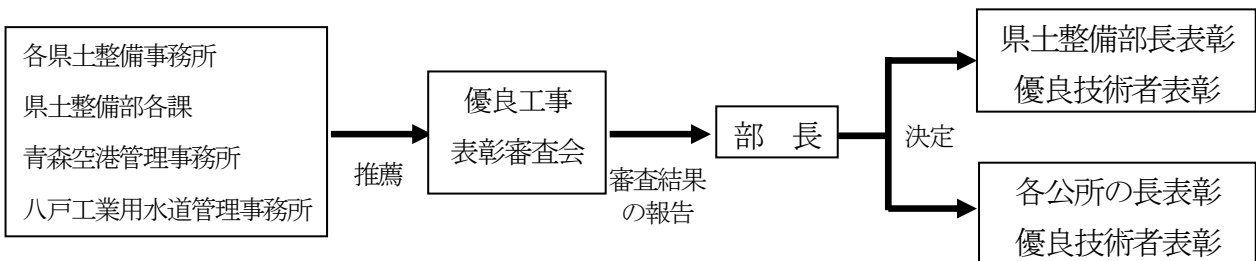 各県土整備事務所
県土整備部各課
青森空港管理事務所
八戸工業用水道管理事務所
推薦
優良工事
表彰審査会
審査結果
の報告
部　長
決定
県土整備部長表彰
優良技術者表彰
各公所の長表彰
優良技術者表彰